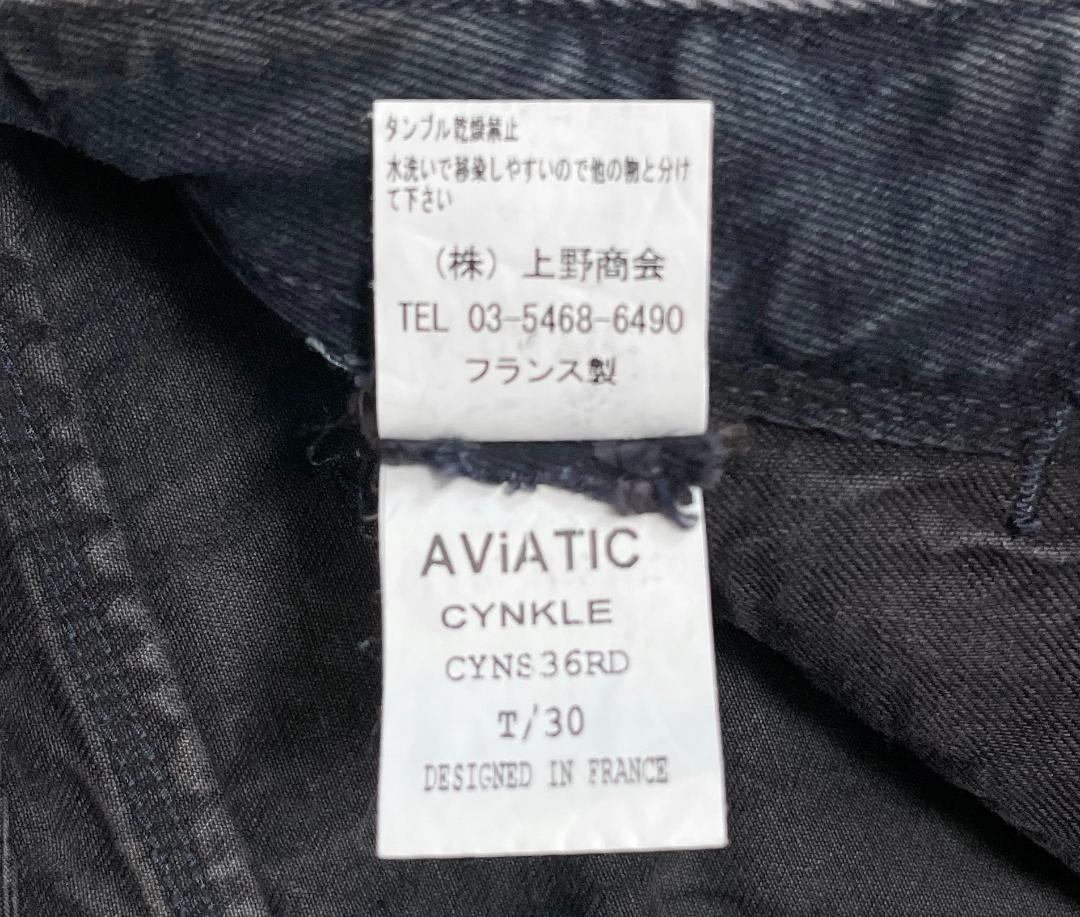 タンブル乾燥禁止
水洗いで移染しやすいので他の物と分け
て下さい
(株) 上野商会
TEL 03-5468-6490
フランス製
AViATIC
CYNKLE
CYNS36RD
T/30
DESIGNED IN FRANCE